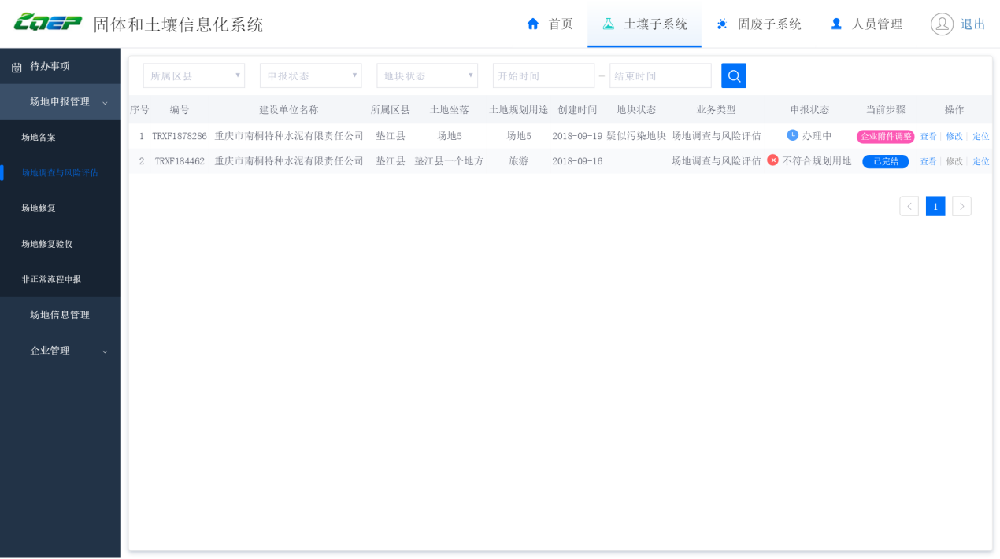 CQEP 固体和土壤信息化系统 首页 土壤子系统 固废子系统 人员管理 退出
待办事项
场地申报管理
场地备案
场地调查与风险评估
场地修复
场地修复验收
非正常流程申报
场地信息管理
企业管理
所属区县 申报状态 地块状态 开始时间 - 结束时间
序号 编号 建设单位名称 所属区县 土地坐落 土地规划用途 创建时间 地块状态 业务类型 申报状态 当前步骤 操作
1 TRXF1878286 重庆市南桐特种水泥有限责任公司 垫江县 场地5 场地5 2018-09-19 疑似污染地块 场地调查与风险评估 办理中 企业附件调整 查看 修改 定位
2 TRXF184462 重庆市南桐特种水泥有限责任公司 垫江县 垫江县一个地方 旅游 2018-09-16 场地调查与风险评估 不符合规划用地 已完结 查看 修改 定位
1